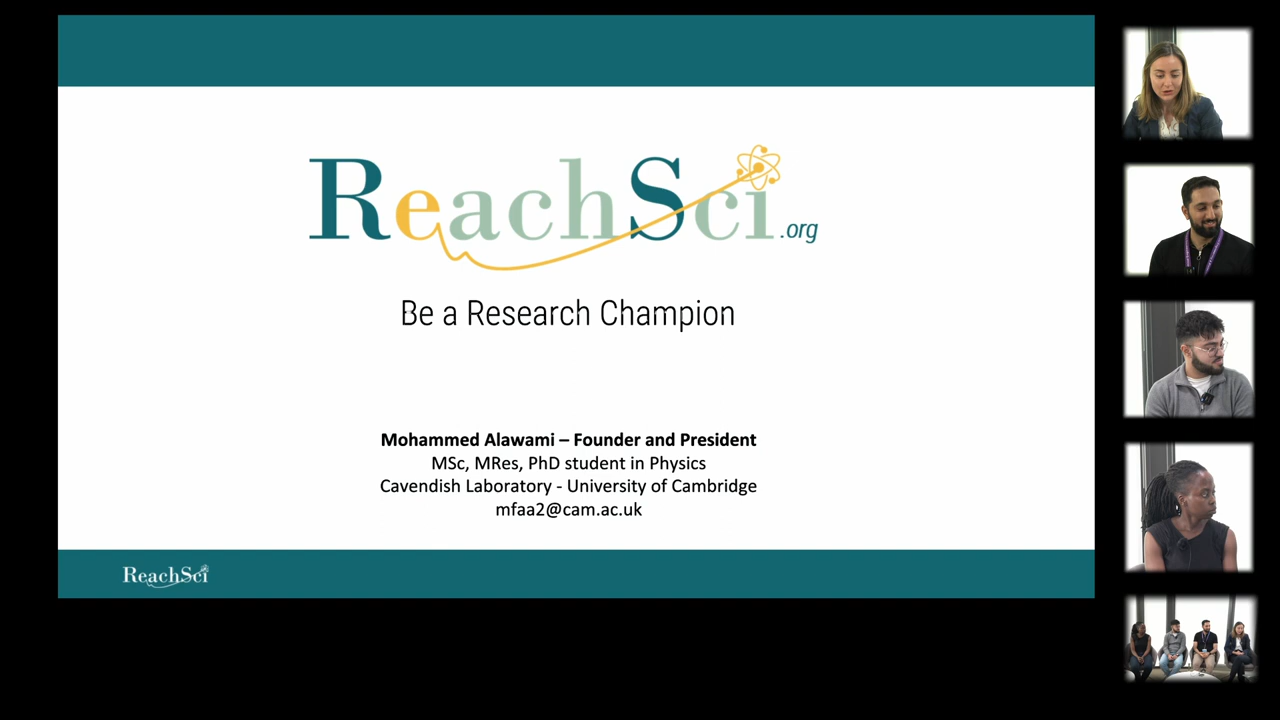 ReachSci.org
Be a Research Champion
Mohammed Alawami – Founder and President
MSc, MRes, PhD student in Physics
Cavendish Laboratory - University of Cambridge
mfaa2@cam.ac.uk
ReachSci